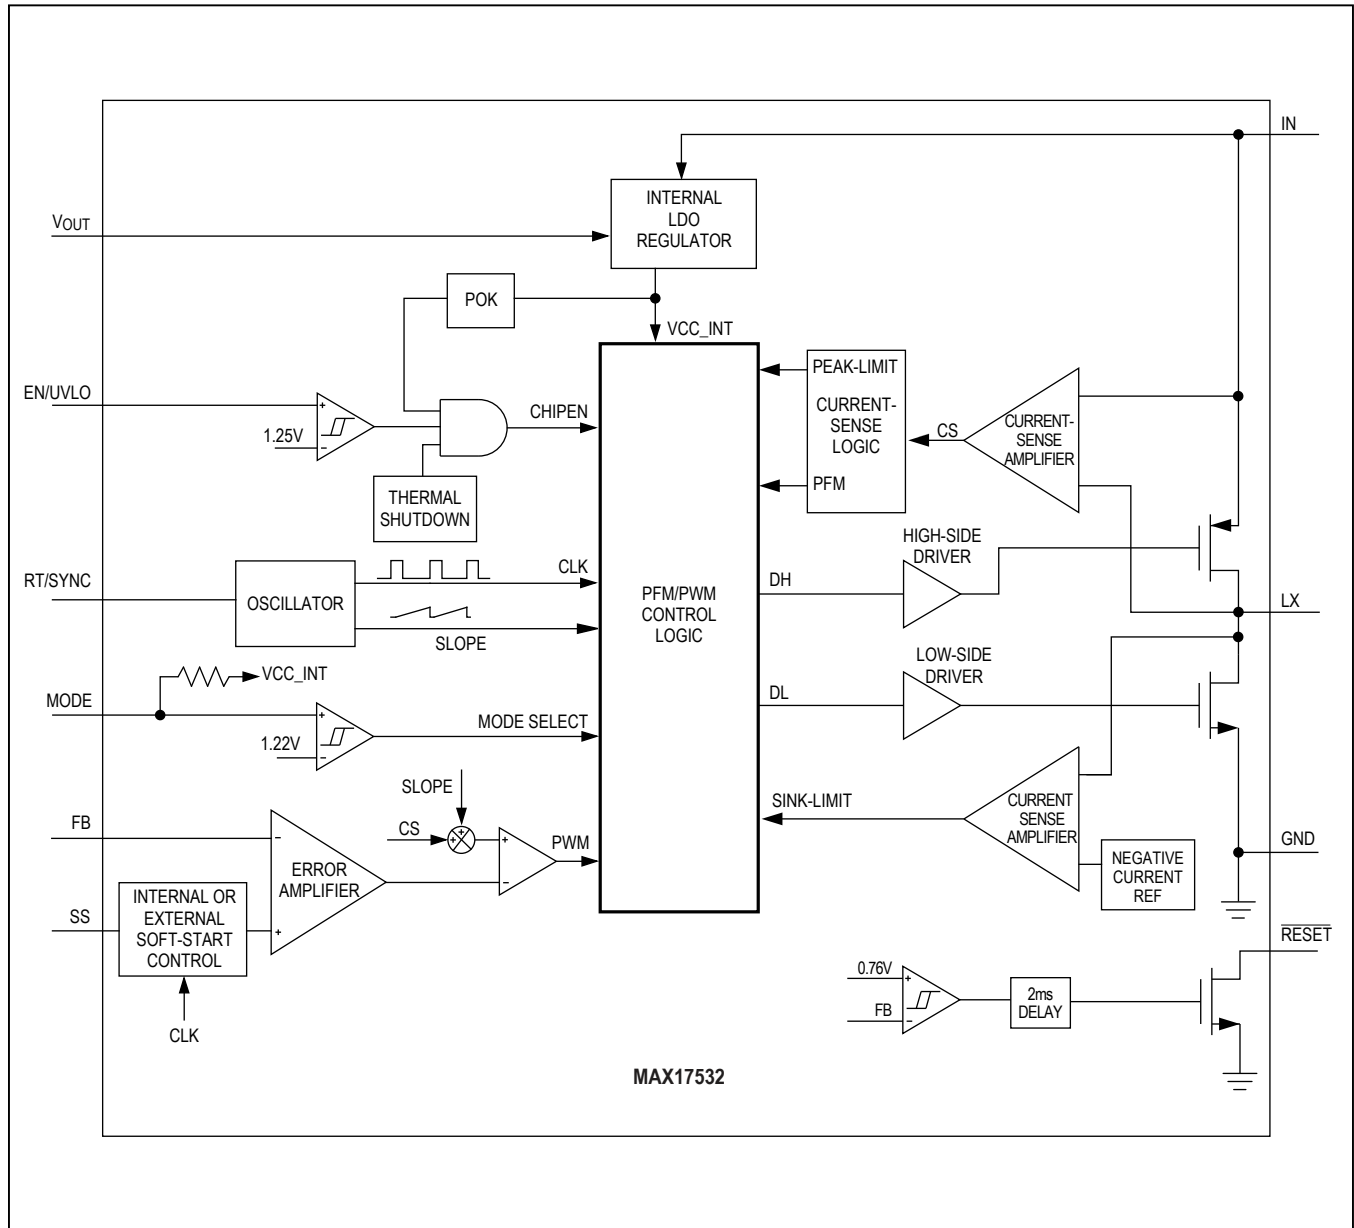 IN
INTERNAL
LDO
REGULATOR
VOUT
POK
VCC_INT
EN/UVLO
+
1.25V
−
CHIPEN
THERMAL
SHUTDOWN
PEAK-LIMIT
CURRENT-
SENSE
LOGIC
PFM
CS
CURRENT-
SENSE
AMPLIFIER
HIGH-SIDE
DRIVER
RT/SYNC
OSCILLATOR
CLK
SLOPE
PFM/PWM
CONTROL
LOGIC
DH
LX
LOW-SIDE
DRIVER
DL
VCC_INT
MODE
+
1.22V
−
MODE SELECT
SLOPE
FB
−
CS
+
+
+
−
PWM
ERROR
AMPLIFIER
+
SS
INTERNAL OR
EXTERNAL
SOFT-START
CONTROL
CLK
SINK-LIMIT
CURRENT
SENSE
AMPLIFIER
NEGATIVE
CURRENT
REF
GND
RESET
0.76V
+
FB
−
2ms
DELAY
MAX17532